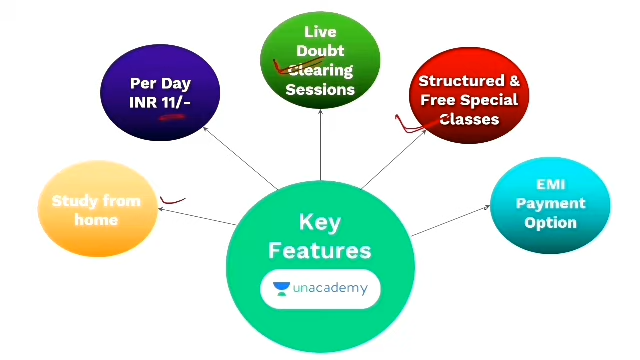 Live
Doubt
Clearing
Sessions
Per Day
INR 11/-
Structured &
Free Special
Classes
Study from
home
EMI
Payment
Option
Key
Features
unacademy